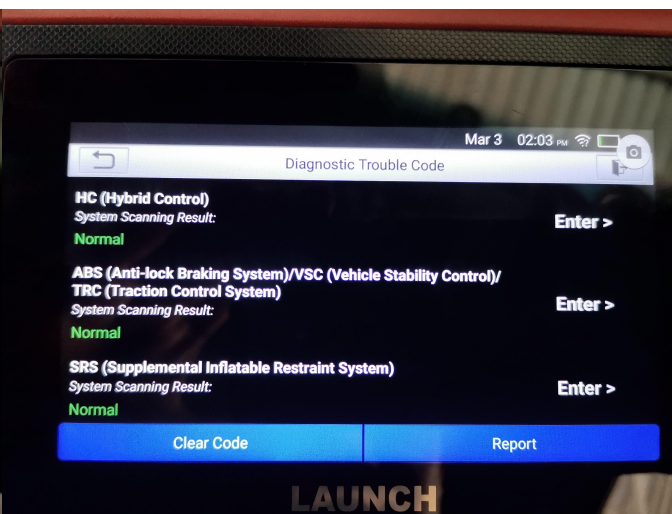 Mar 3 02:03 PM
Diagnostic Trouble Code
HC (Hybrid Control)
System Scanning Result:
Enter >
Normal
ABS (Anti-lock Braking System)/VSC (Vehicle Stability Control)/
TRC (Traction Control System)
System Scanning Result:
Enter >
Normal
SRS (Supplemental Inflatable Restraint System)
System Scanning Result:
Enter >
Normal
Clear Code
Report
LAUNCH